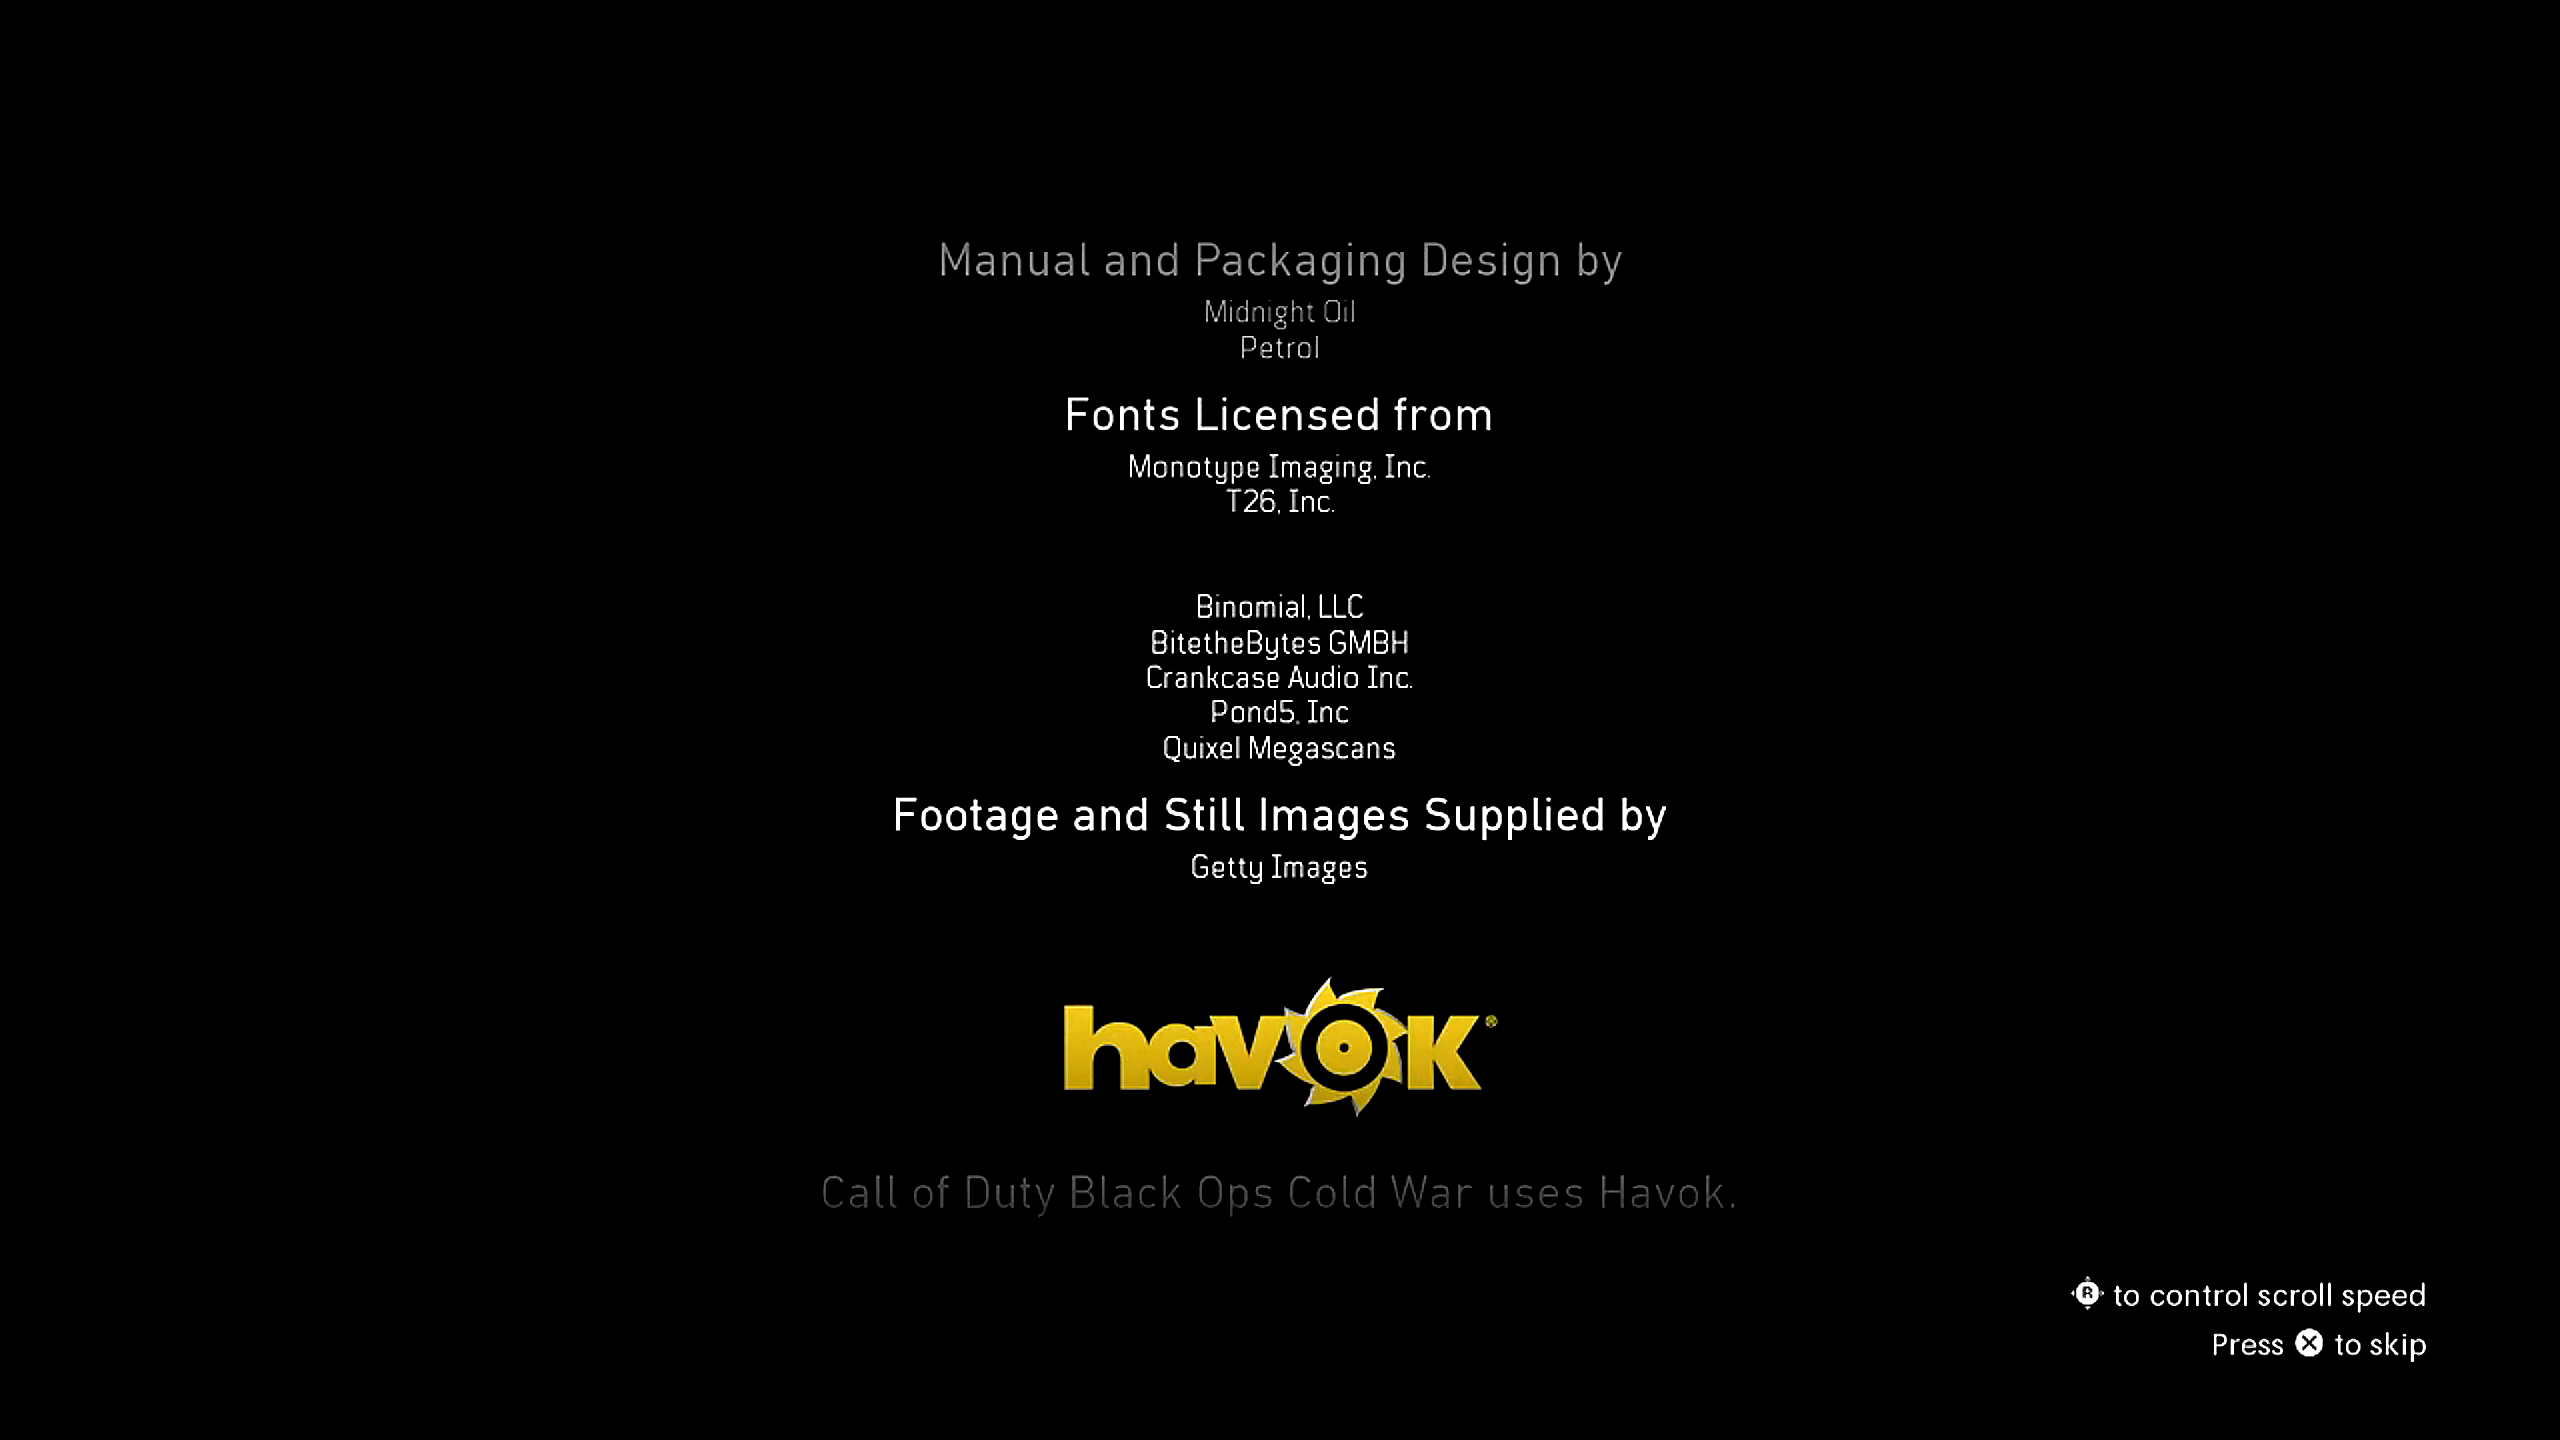 Manual and Packaging Design by
Midnight Oil
Petrol
Fonts Licensed from
Monotype Imaging, Inc.
T26, Inc.
Binomial, LLC
BitetheBytes GMBH
Crankcase Audio Inc.
Pond5, Inc
Quixel Megascans
Footage and Still Images Supplied by
Getty Images
havok®
Call of Duty Black Ops Cold War uses Havok.
R to control scroll speed
Press X to skip